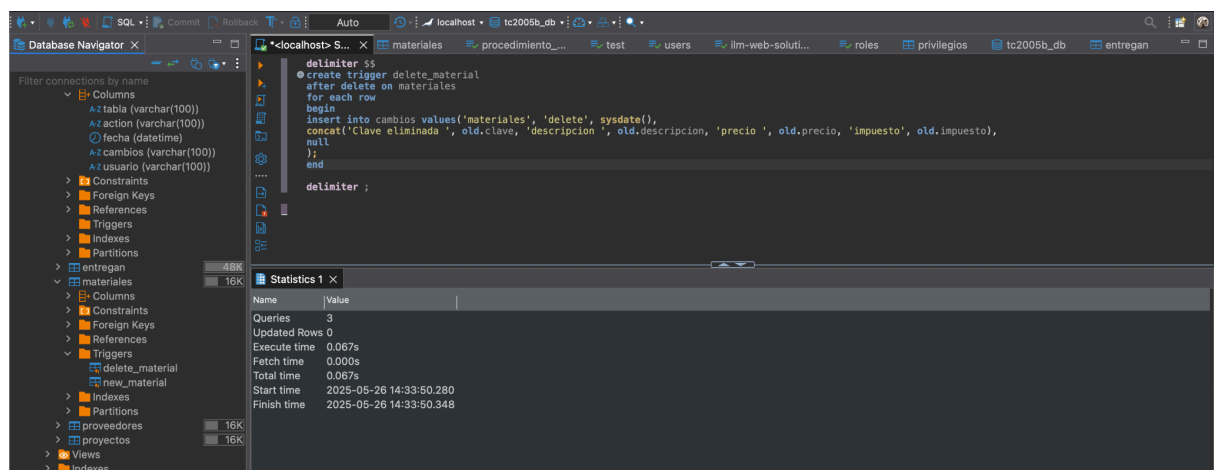 SQL Commit Rollback Auto localhost tc2005b_db
Database Navigator
*<localhost> S... materiales procedimiento_... test users ilm-web-soluti... roles privilegios tc2005b_db entregan
Filter connections by name
Columns
A-Z tabla (varchar(100))
A-Z action (varchar(100))
fecha (datetime)
A-Z cambios (varchar(100))
A-Z usuario (varchar(100))
Constraints
Foreign Keys
References
Triggers
Indexes
Partitions
entregan 48K
materiales 16K
Columns
Constraints
Foreign Keys
References
Triggers
delete_material
new_material
Indexes
Partitions
proveedores 16K
proyectos 16K
Views
Indexes
delimiter $$
create trigger delete_material
after delete on materiales
for each row
begin
insert into cambios values('materiales', 'delete', sysdate(),
concat('Clave eliminada ', old.clave, 'descripcion ', old.descripcion, 'precio ', old.precio, 'impuesto', old.impuesto),
null
);
end
delimiter ;
Statistics 1
Name Value
Queries 3
Updated Rows 0
Execute time 0.067s
Fetch time 0.000s
Total time 0.067s
Start time 2025-05-26 14:33:50.280
Finish time 2025-05-26 14:33:50.348